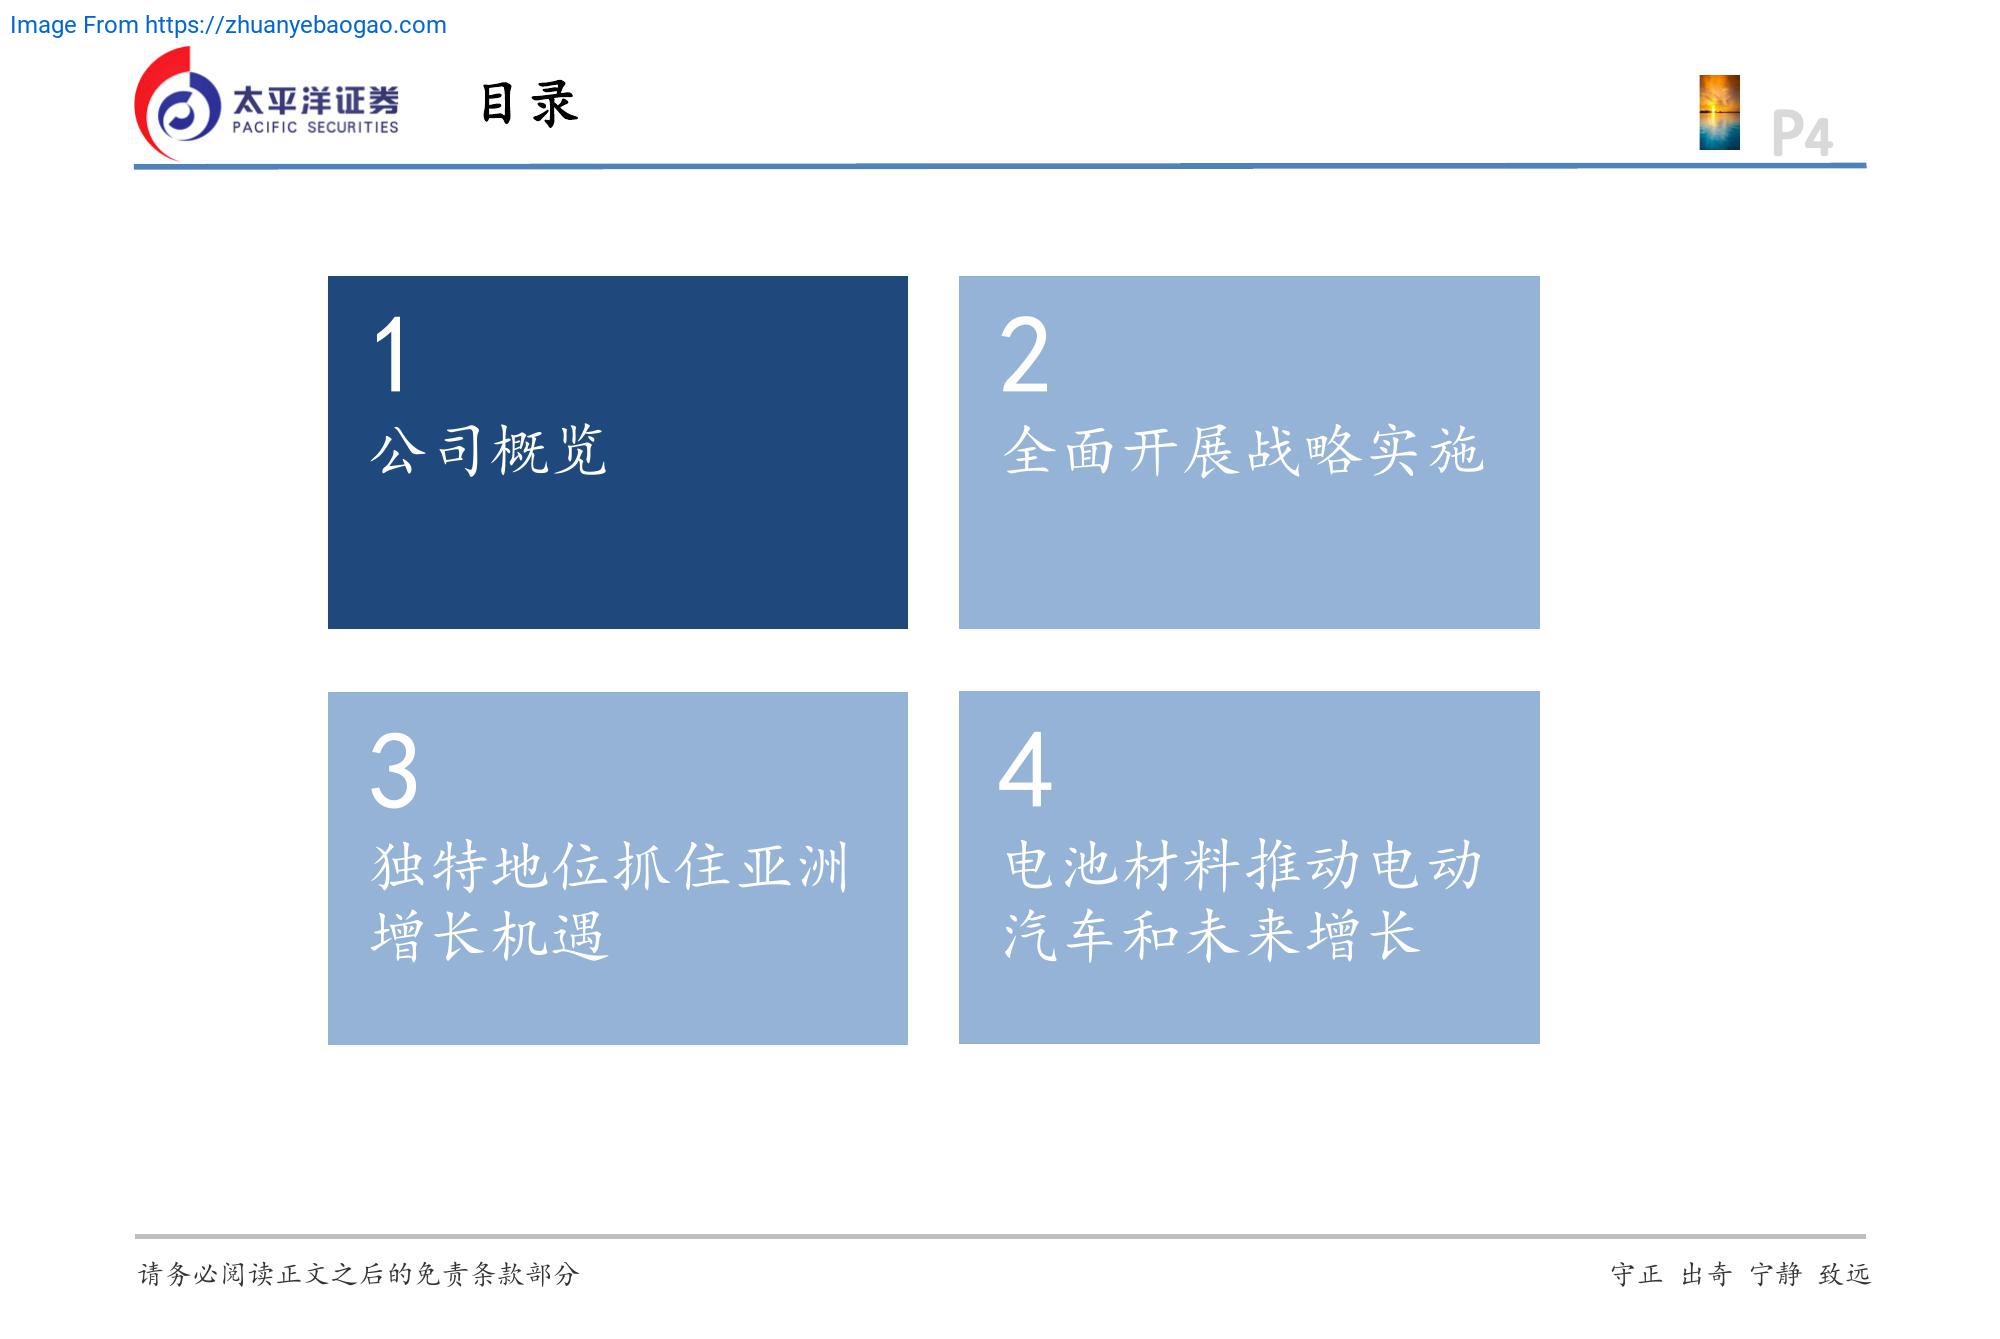 Image From https://zhuanyebaogao.com
太平洋证券
PACIFIC SECURITIES
目录
P4
1
公司概览
2
全面开展战略实施
3
独特地位抓住亚洲
增长机遇
4
电池材料推动电动
汽车和未来增长
请务必阅读正文之后的免责条款部分
守正 出奇 宁静 致远